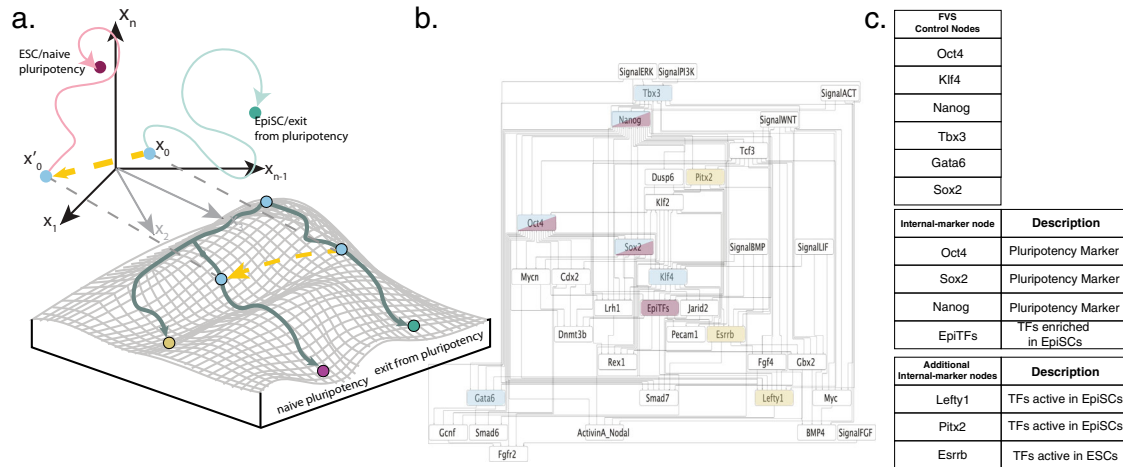 a.
Xn
ESC/naive
pluripotency
EpiSC/exit
from pluripotency
X0
X'0
Xn-1
X1
X2
naive pluripotency
exit from pluripotency
b.
SignalERK
SignalPI3K
Tbx3
SignalACT
Nanog
SignalWNT
Tcf3
Dusp6
Pitx2
Klf2
Oct4
Sox2
SignalBMP
SignalLIF
Mycn
Cdx2
Klf4
Lrh1
EpiTFs
Jarid2
Dnmt3b
Pecam1
Esrrb
Rex1
Fgf4
Gbx2
Gata6
Smad7
Lefty1
Myc
Gcnf
Smad6
ActivinA_Nodal
BMP4
SignalFGF
Fgfr2
c.
FVS
Control Nodes
Oct4
Klf4
Nanog
Tbx3
Gata6
Sox2
Internal-marker node Description
Oct4 Pluripotency Marker
Sox2 Pluripotency Marker
Nanog Pluripotency Marker
EpiTFs TFs enriched
in EpiSCs
Additional
Internal-marker nodes Description
Lefty1 TFs active in EpiSCs
Pitx2 TFs active in EpiSCs
Esrrb TFs active in ESCs